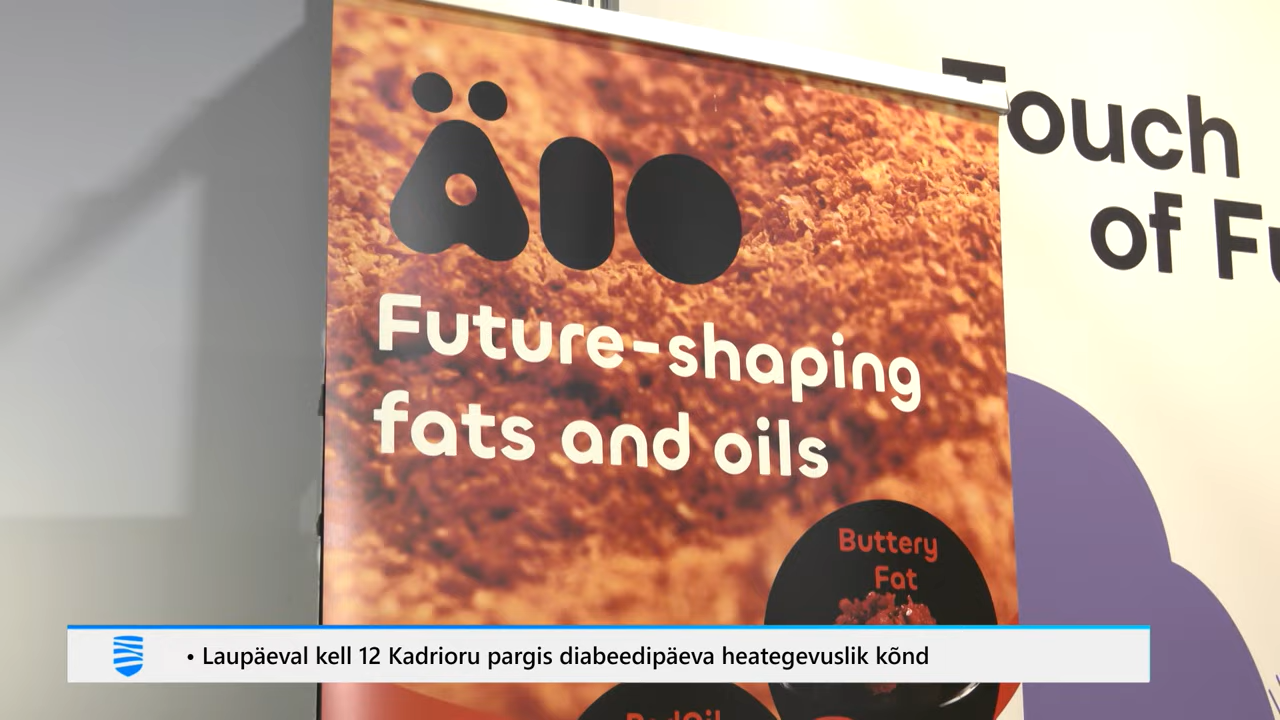 ÄIO
Future-shaping
fats and oils
Buttery
Fat
RedOil
Touch
of Fu
• Laupäeval kell 12 Kadrioru pargis diabeedipäeva heategevuslik kõnd